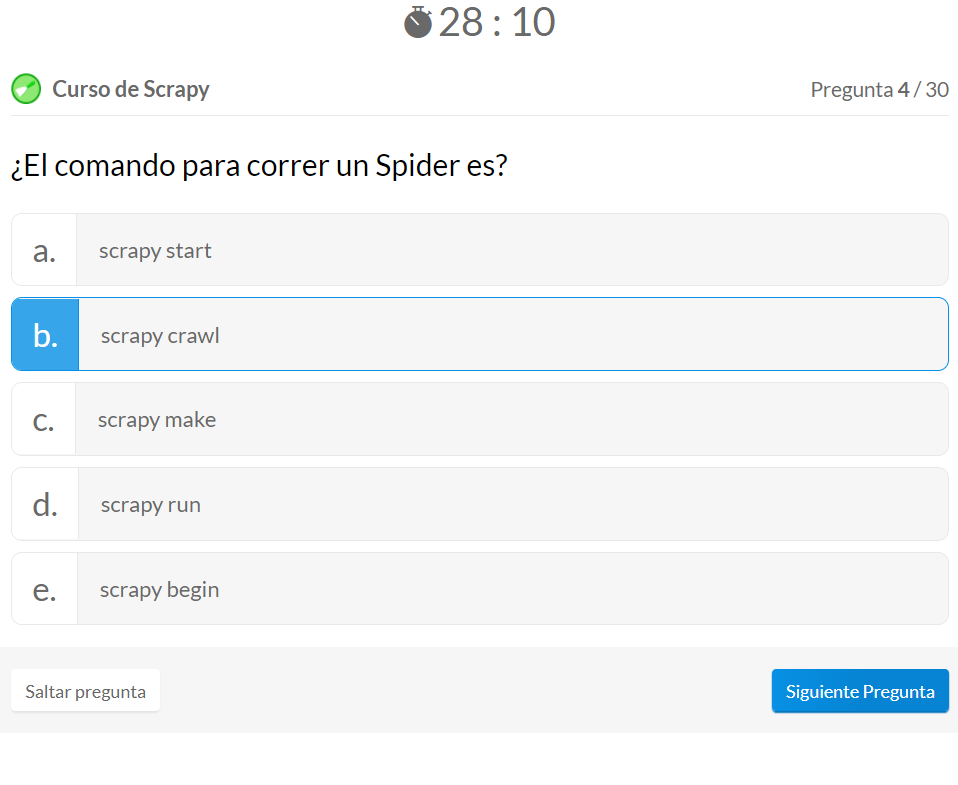 28 : 10
Curso de Scrapy
Pregunta 4 / 30
¿El comando para correr un Spider es?
a. scrapy start
b. scrapy crawl
c. scrapy make
d. scrapy run
e. scrapy begin
Saltar pregunta
Siguiente Pregunta